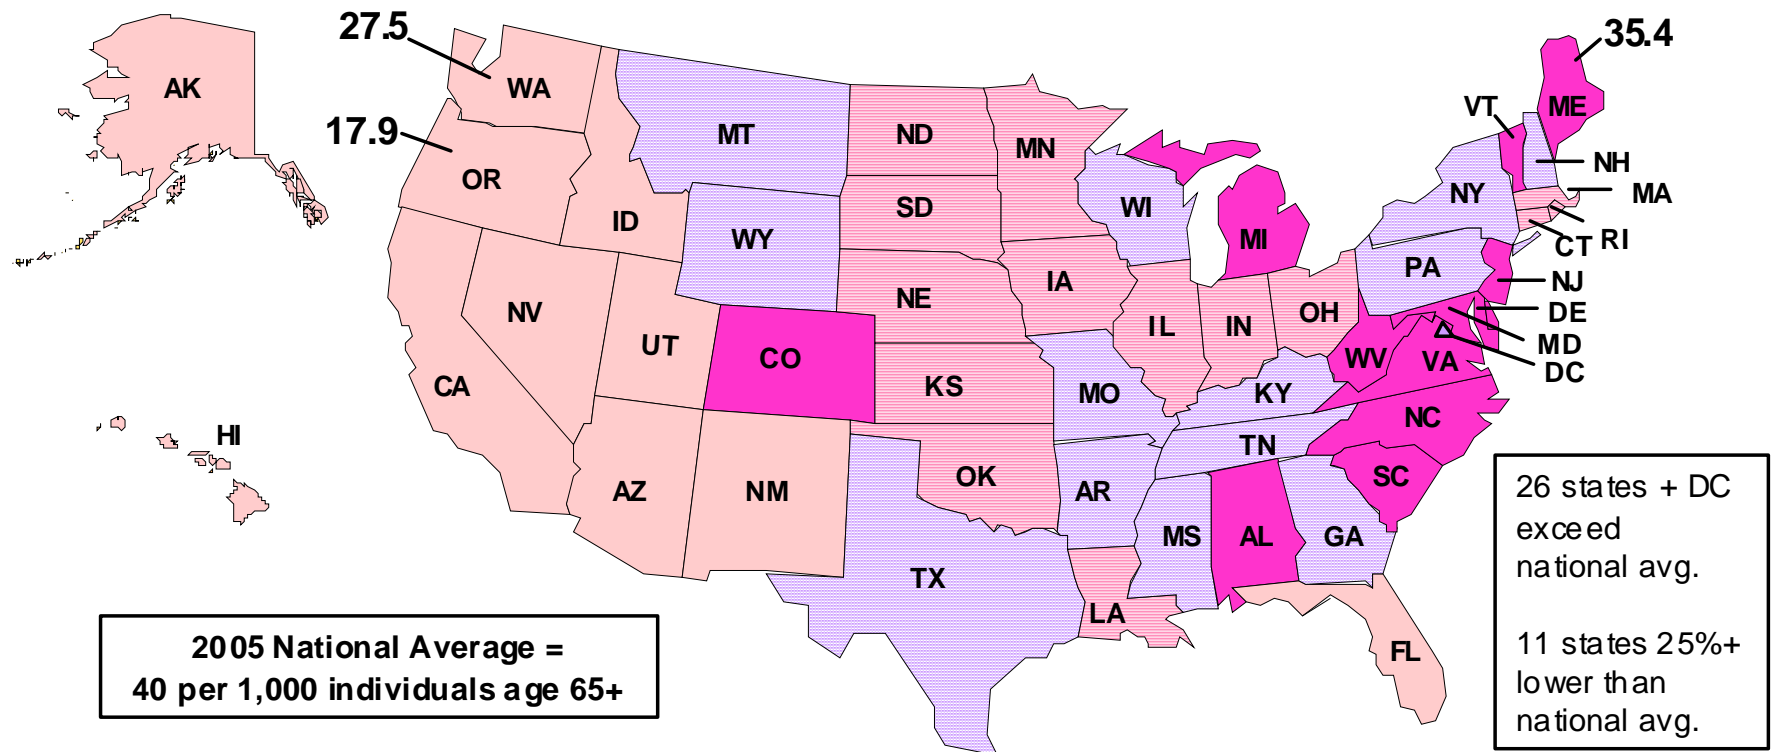 27.5
35.4
AK
WA
VT
ME
17.9
MT
ND
MN
OR
NH
MA
ID
SD
WI
NY
WY
MI
CT
RI
PA
IA
NJ
NE
NV
OH
DE
IL
IN
UT
MD
CO
WV
VA
DC
CA
KS
MO
KY
NC
HI
TN
OK
SC
AZ
NM
AR
MS
AL
GA
TX
LA
FL
26 states + DC
exceed
national avg.
11 states 25%+
lower than
national avg.
2005 National Average =
40 per 1,000 individuals age 65+